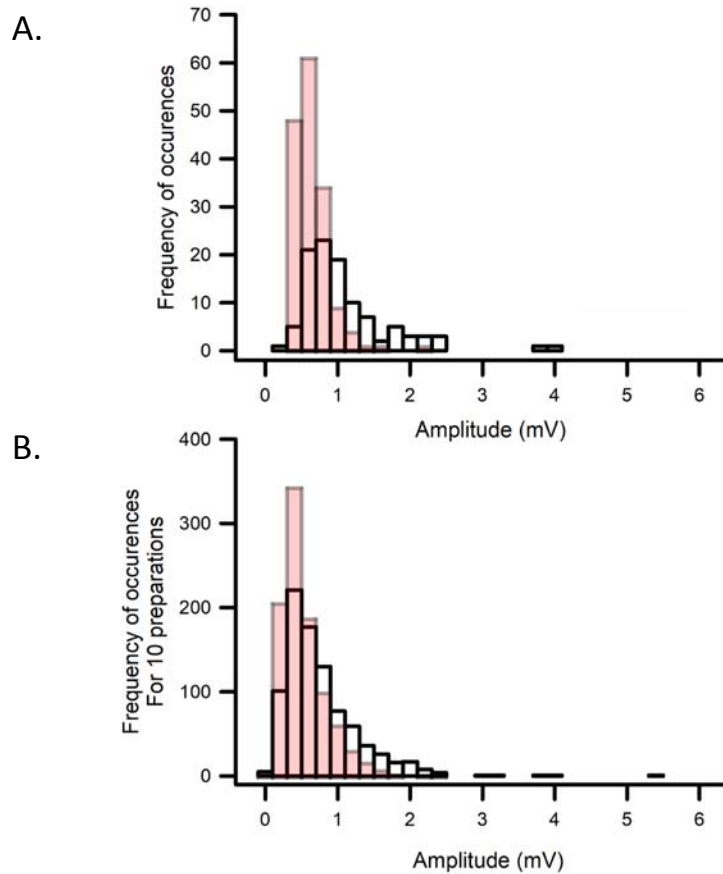 A.
70
60
50
40
30
20
10
0
Frequency of occurences
0 1 2 3 4 5 6
Amplitude (mV)
B.
400
300
200
100
0
Frequency of occurences
For 10 preparations
0 1 2 3 4 5 6
Amplitude (mV)